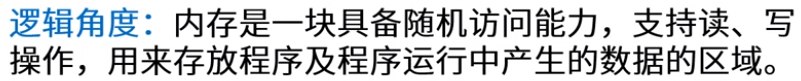 逻辑角度：内存是一块具备随机访问能力，支持读、写
操作，用来存放程序及程序运行中产生的数据的区域。